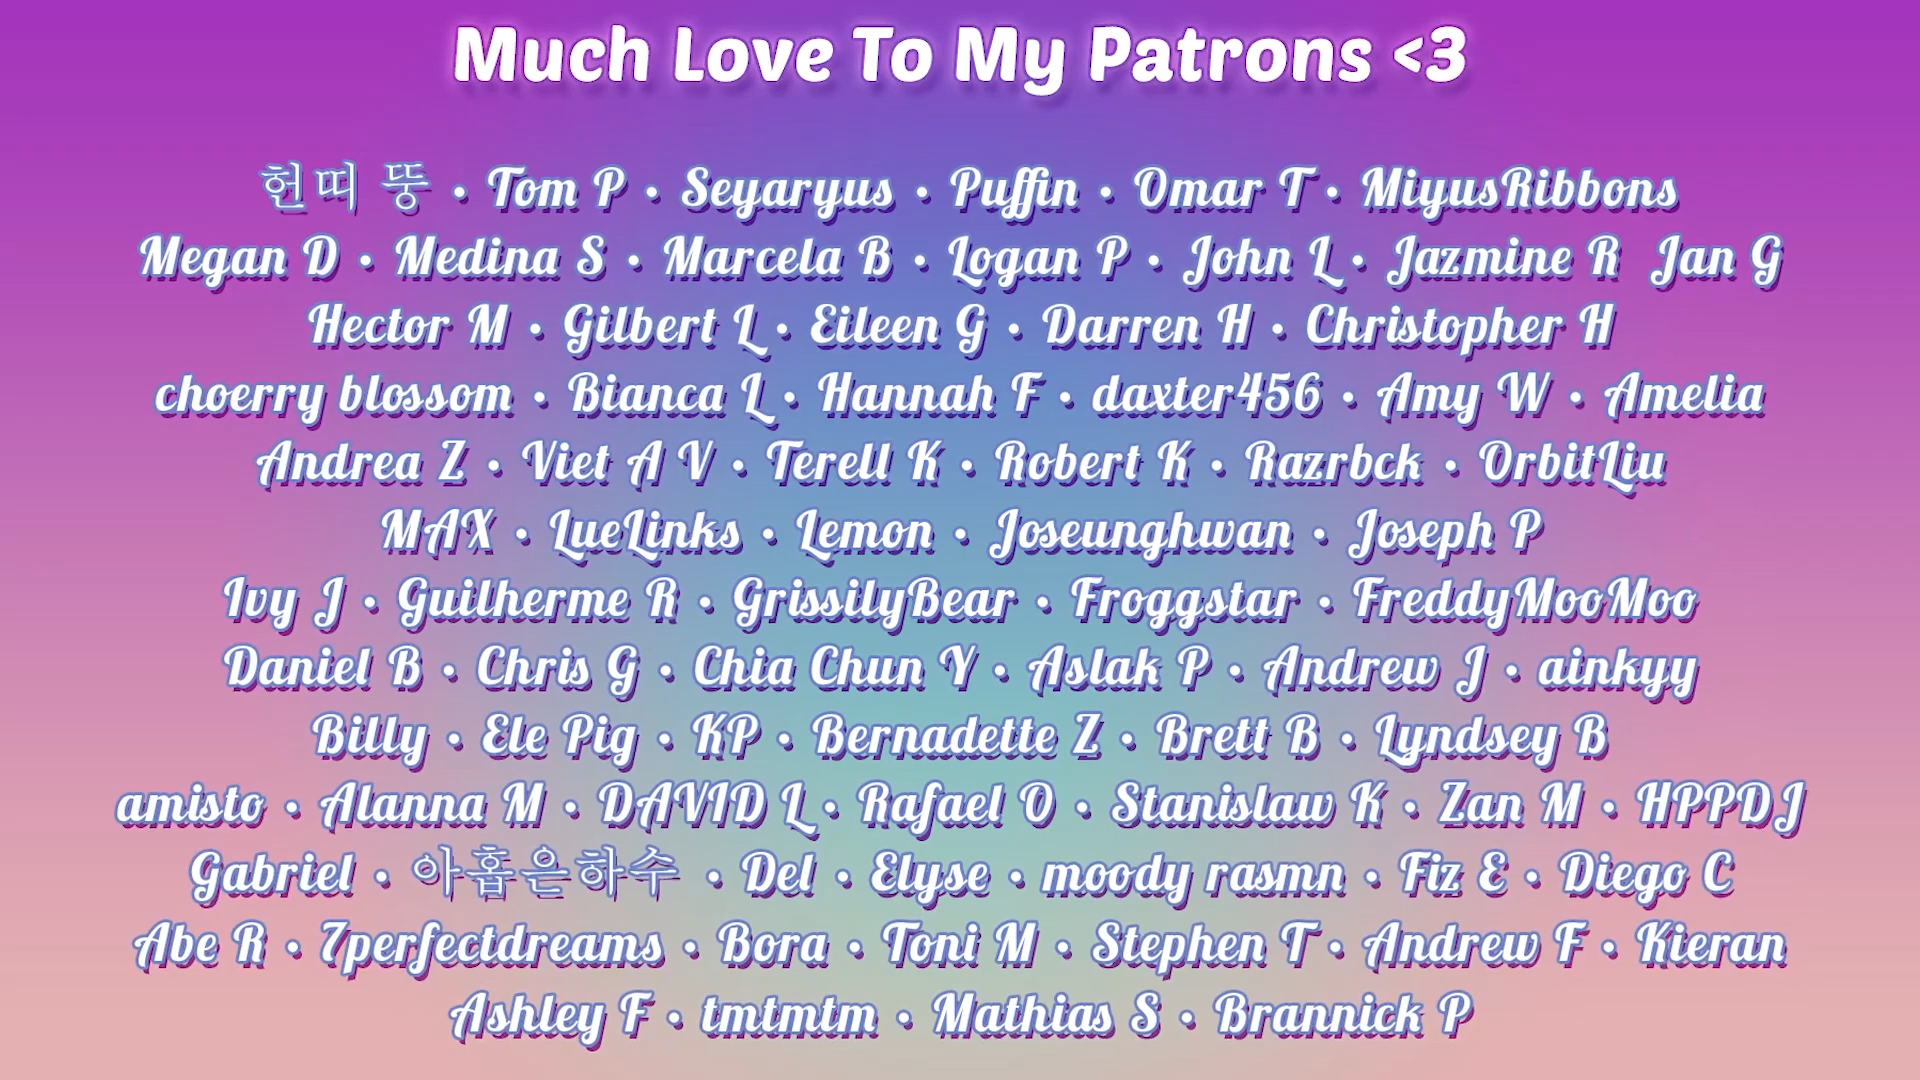 Much Love To My Patrons <3
헌띠 뚱 • Tom P • Seyaryus • Puffin • Omar T • MiyusRibbons
Megan D • Medina S • Marcela B • Logan P • John L • Jazmine R Jan G
Hector M • Gilbert L • Eileen G • Darren H • Christopher H
choerry blossom • Bianca L • Hannah F • daxter456 • Amy W • Amelia
Andrea Z • Viet A V • Terell K • Robert K • Razrbck • OrbitLiu
MAX • LueLinks • Lemon • Joseunghwan • Joseph P
Ivy J • Guilherme R • GrissilyBear • Froggstar • FreddyMooMoo
Daniel B • Chris G • Chia Chun Y • Aslak P • Andrew J • ainkyy
Billy • Ele Pig • KP • Bernadette Z • Brett B • Lyndsey B
amisto • Alanna M • DAVID L • Rafael O • Stanislaw K • Zan M • HPPDJ
Gabriel • 아홉은하수 • Del • Elyse • moody rasmn • Fiz E • Diego C
Abe R • 7perfectdreams • Bora • Toni M • Stephen T • Andrew F • Kieran
Ashley F • tmtmtm • Mathias S • Brannick P